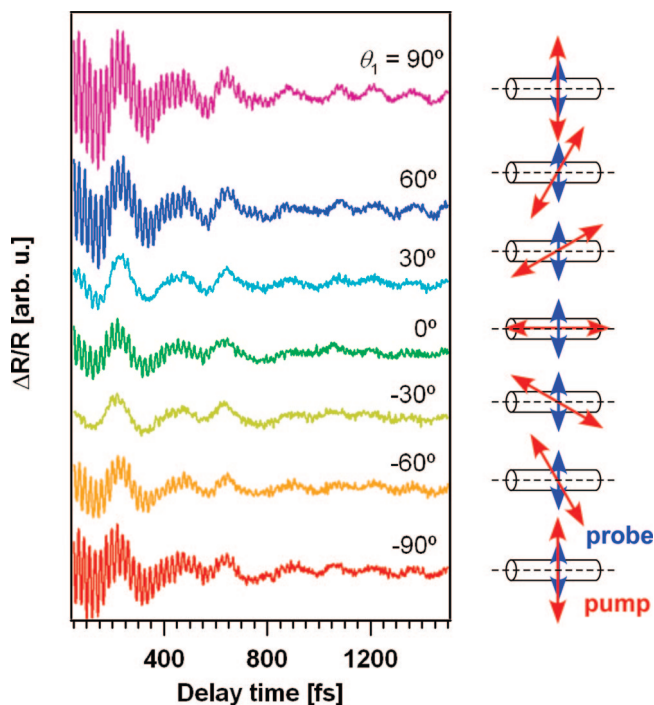 θ₁ = 90º
60º
30º
0º
-30º
-60º
-90º
ΔR/R [arb. u.]
400 800 1200
Delay time [fs]
probe
pump